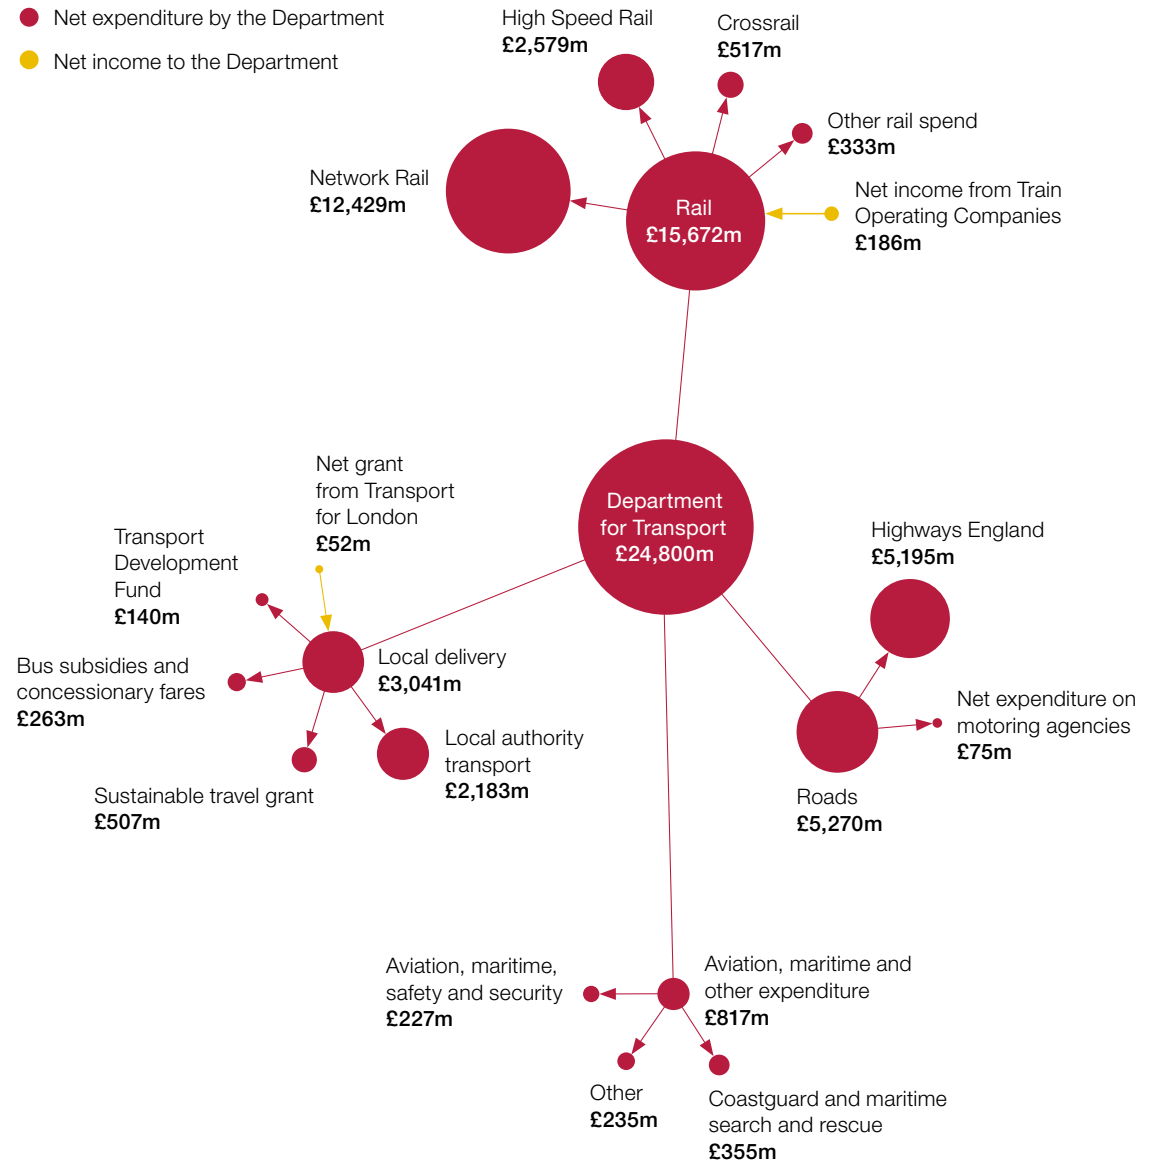 Net expenditure by the Department
Net income to the Department
High Speed Rail
£2,579m
Crossrail
£517m
Other rail spend
£333m
Network Rail
£12,429m
Rail
£15,672m
Net income from Train
Operating Companies
£186m
Department
for Transport
£24,800m
Net grant
from Transport
for London
£52m
Transport
Development
Fund
£140m
Bus subsidies and
concessionary fares
£263m
Local delivery
£3,041m
Sustainable travel grant
£507m
Local authority
transport
£2,183m
Highways England
£5,195m
Net expenditure on
motoring agencies
£75m
Roads
£5,270m
Aviation, maritime,
safety and security
£227m
Aviation, maritime and
other expenditure
£817m
Other
£235m
Coastguard and maritime
search and rescue
£355m